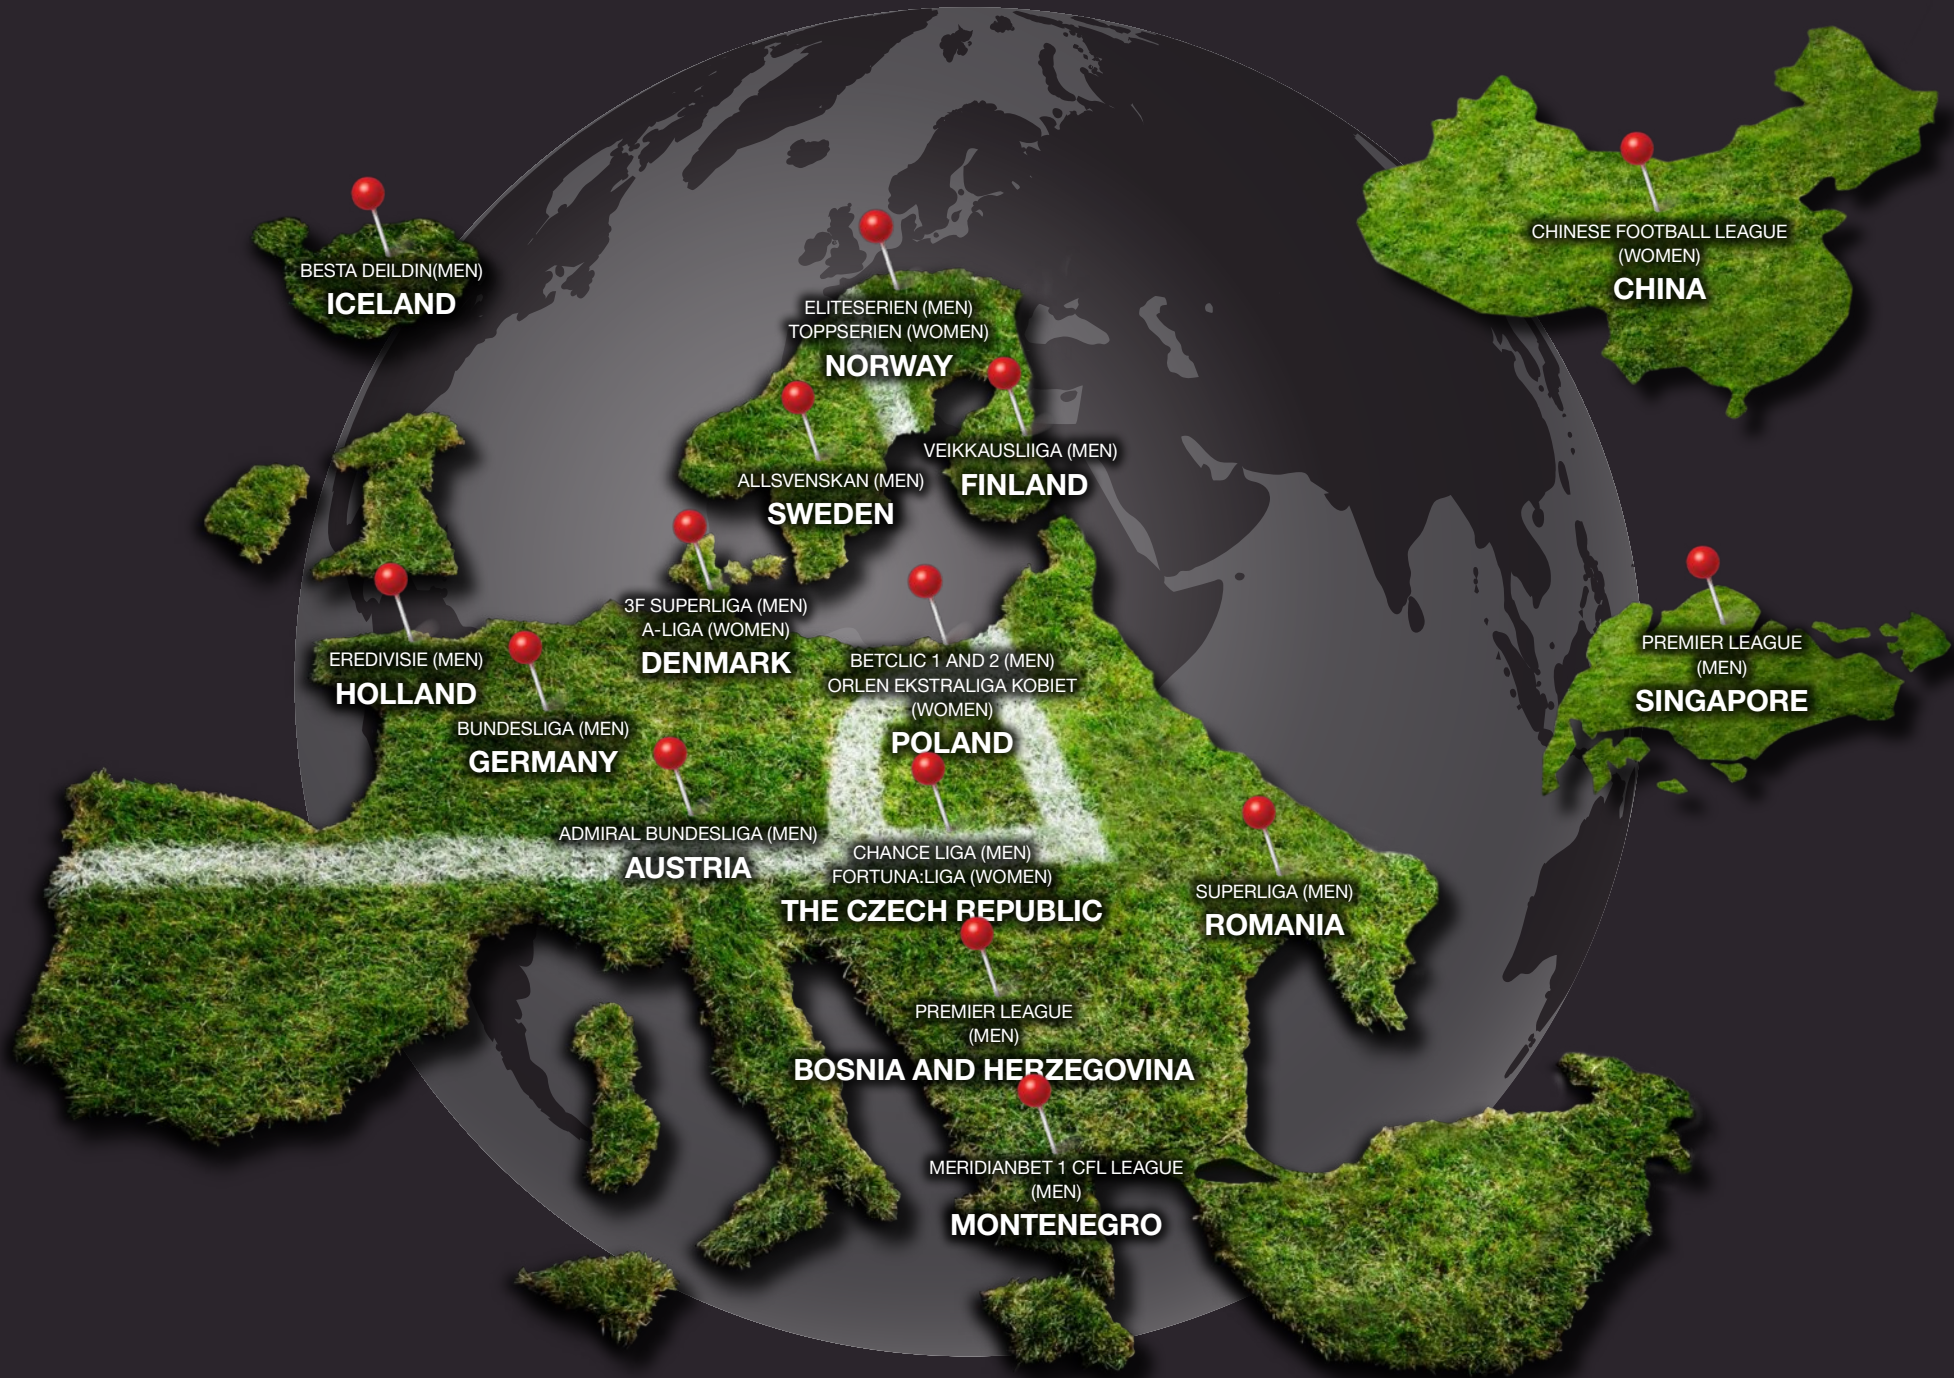 BESTA DEILDIN(MEN)
ICELAND
CHINESE FOOTBALL LEAGUE
(WOMEN)
CHINA
ELITESERIEN (MEN)
TOPPSERIEN (WOMEN)
NORWAY
VEIKKAUSLIIGA (MEN)
FINLAND
ALLSVENSKAN (MEN)
SWEDEN
3F SUPERLIGA (MEN)
A-LIGA (WOMEN)
DENMARK
EREDIVISIE (MEN)
HOLLAND
BETCLIC 1 AND 2 (MEN)
ORLEN EKSTRALIGA KOBIET
(WOMEN)
POLAND
PREMIER LEAGUE
(MEN)
SINGAPORE
BUNDESLIGA (MEN)
GERMANY
ADMIRAL BUNDESLIGA (MEN)
AUSTRIA
CHANCE LIGA (MEN)
FORTUNA:LIGA (WOMEN)
THE CZECH REPUBLIC
SUPERLIGA (MEN)
ROMANIA
PREMIER LEAGUE
(MEN)
BOSNIA AND HERZEGOVINA
MERIDIANBET 1 CFL LEAGUE
(MEN)
MONTENEGRO